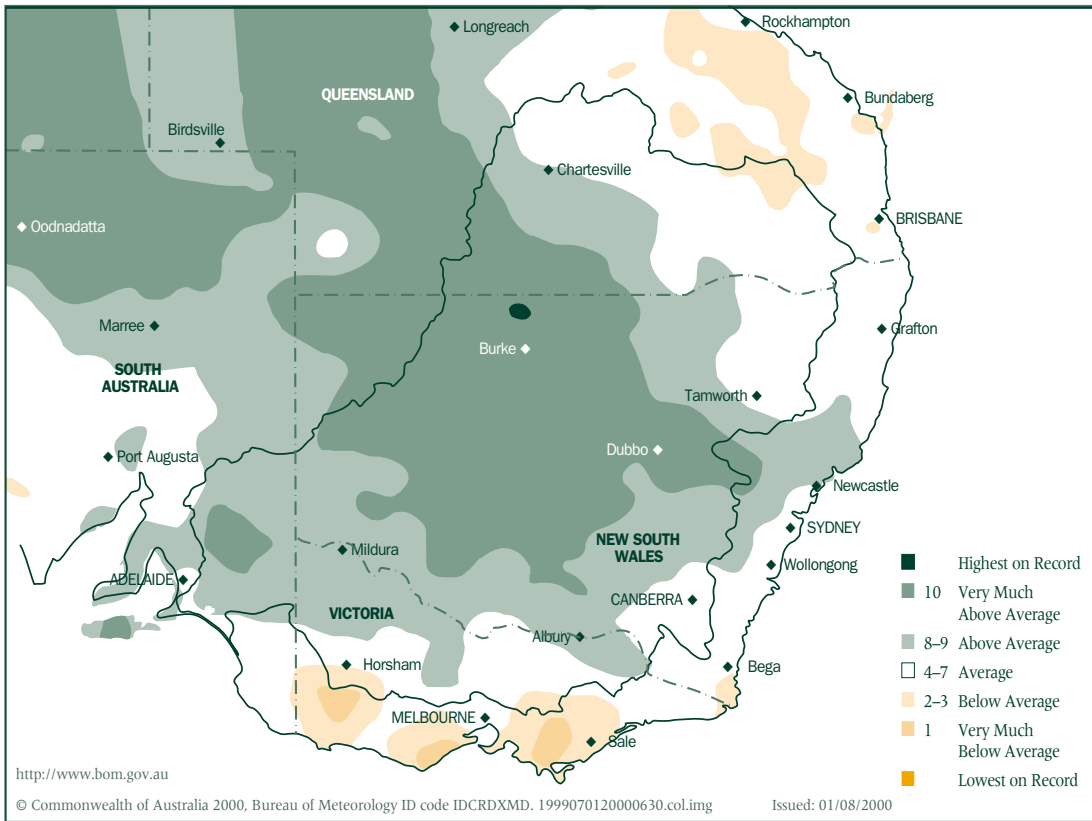 Rockhampton
Longreach
QUEENSLAND
Bundaberg
Birdsville
Chartesville
Oodnadatta
BRISBANE
Marree
Grafton
Burke
SOUTH
AUSTRALIA
Tamworth
Port Augusta
Dubbo
Newcastle
SYDNEY
NEW SOUTH
WALES
Mildura
Wollongong
ADELAIDE
CANBERRA
VICTORIA
Albury
Horsham
Bega
MELBOURNE
Sale
Highest on Record
10 Very Much
Above Average
8–9 Above Average
4–7 Average
2–3 Below Average
1 Very Much
Below Average
Lowest on Record
http://www.bom.gov.au
© Commonwealth of Australia 2000, Bureau of Meteorology ID code IDCRDXMD. 1999070120000630.col.img Issued: 01/08/2000